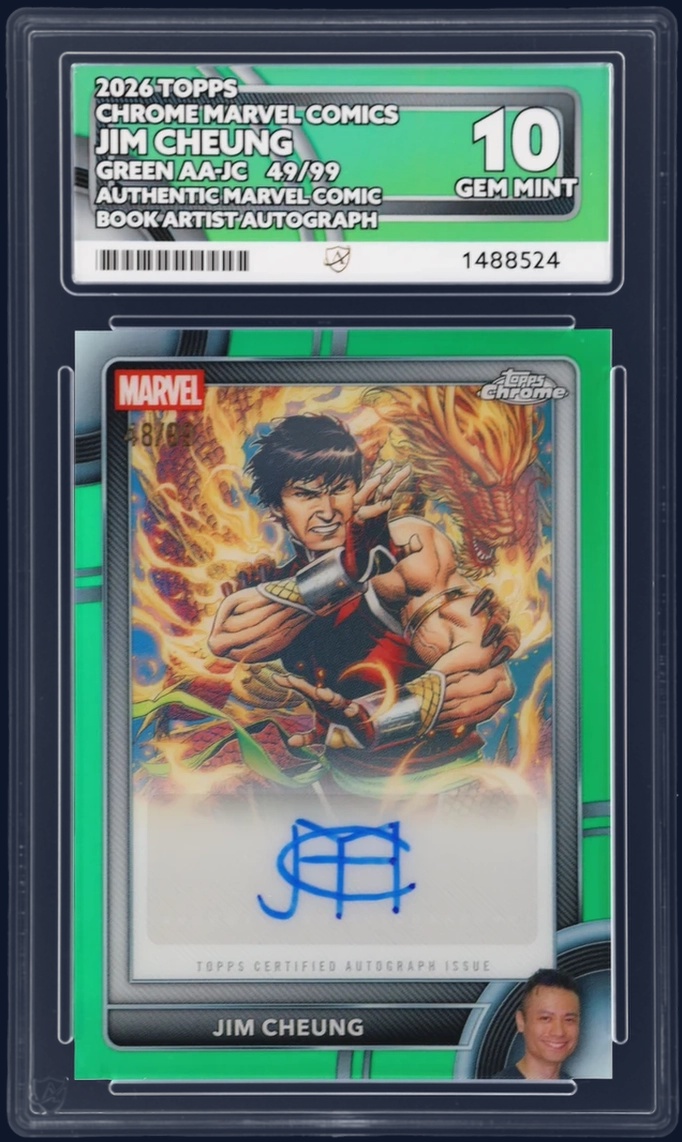 2026 TOPPS
CHROME MARVEL COMICS
JIM CHEUNG
GREEN AA-JC 49/99
AUTHENTIC MARVEL COMIC
BOOK ARTIST AUTOGRAPH
10
GEM MINT
1488524
MARVEL
Topps
Chrome
TOPPS CERTIFIED AUTOGRAPH ISSUE
JIM CHEUNG